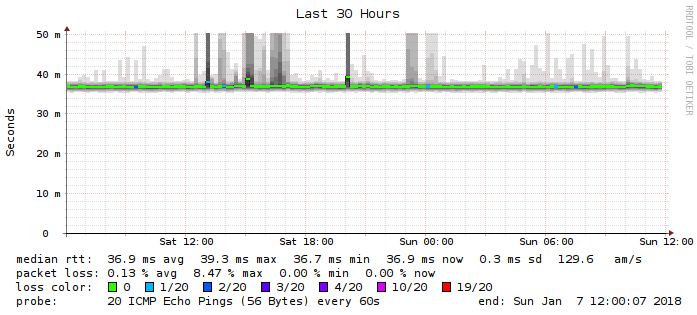 Last 30 Hours
RRDTOOL / TOBI OETIKER
Seconds
50 m
40 m
30 m
20 m
10 m
0
Sat 12:00 Sat 18:00 Sun 00:00 Sun 06:00 Sun 12:00
median rtt: 36.9 ms avg 39.3 ms max 36.7 ms min 36.9 ms now 0.3 ms sd 129.6 am/s
packet loss: 0.13 % avg 8.47 % max 0.00 % min 0.00 % now
loss color: 0 1/20 2/20 3/20 4/20 10/20 19/20
probe: 20 ICMP Echo Pings (56 Bytes) every 60s end: Sun Jan 7 12:00:07 2018